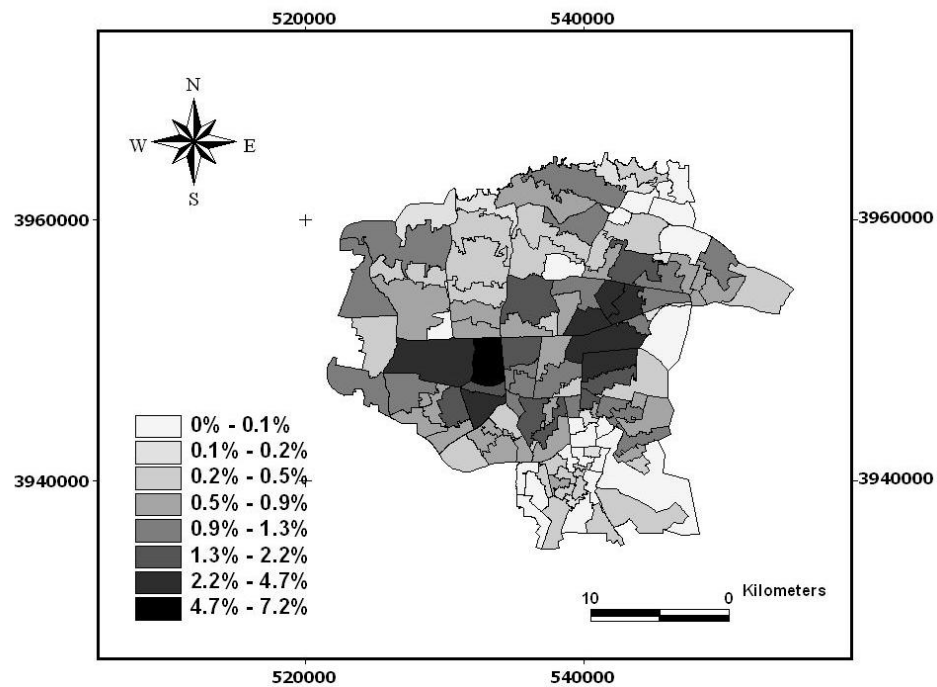 520000 540000
N
W E
S
3960000 3960000
0% - 0.1%
0.1% - 0.2%
0.2% - 0.5%
0.5% - 0.9%
0.9% - 1.3%
1.3% - 2.2%
2.2% - 4.7%
4.7% - 7.2%
3940000 3940000
10 0 Kilometers
520000 540000